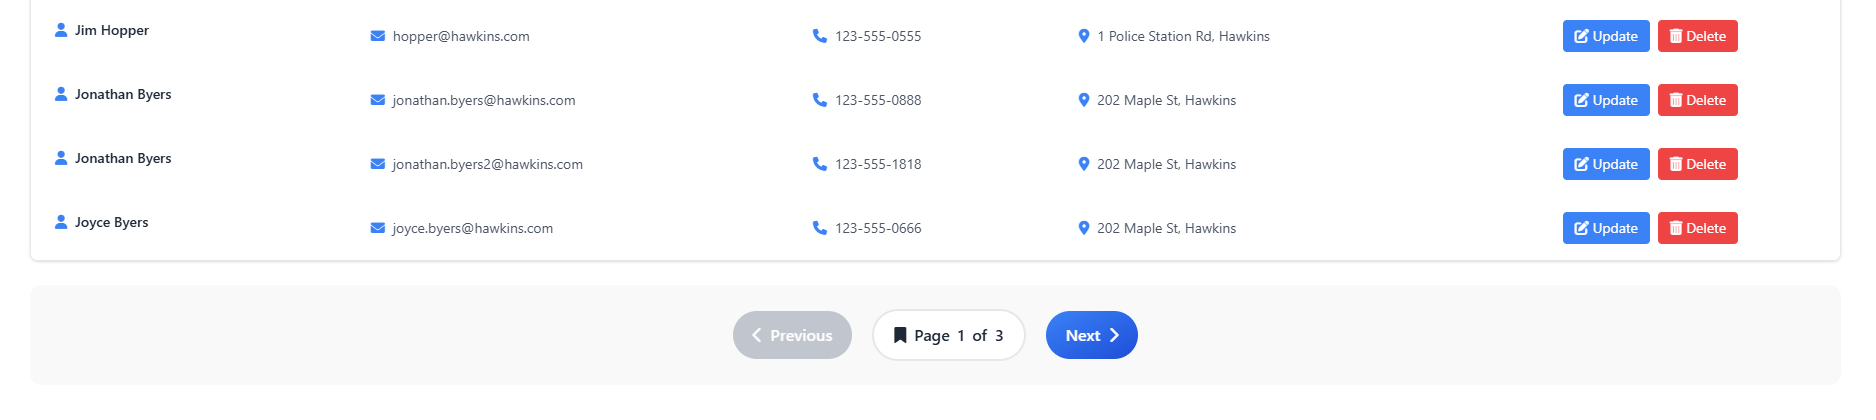 Jim Hopper hopper@hawkins.com 123-555-0555 1 Police Station Rd, Hawkins Update Delete
Jonathan Byers jonathan.byers@hawkins.com 123-555-0888 202 Maple St, Hawkins Update Delete
Jonathan Byers jonathan.byers2@hawkins.com 123-555-1818 202 Maple St, Hawkins Update Delete
Joyce Byers joyce.byers@hawkins.com 123-555-0666 202 Maple St, Hawkins Update Delete
Previous Page 1 of 3 Next